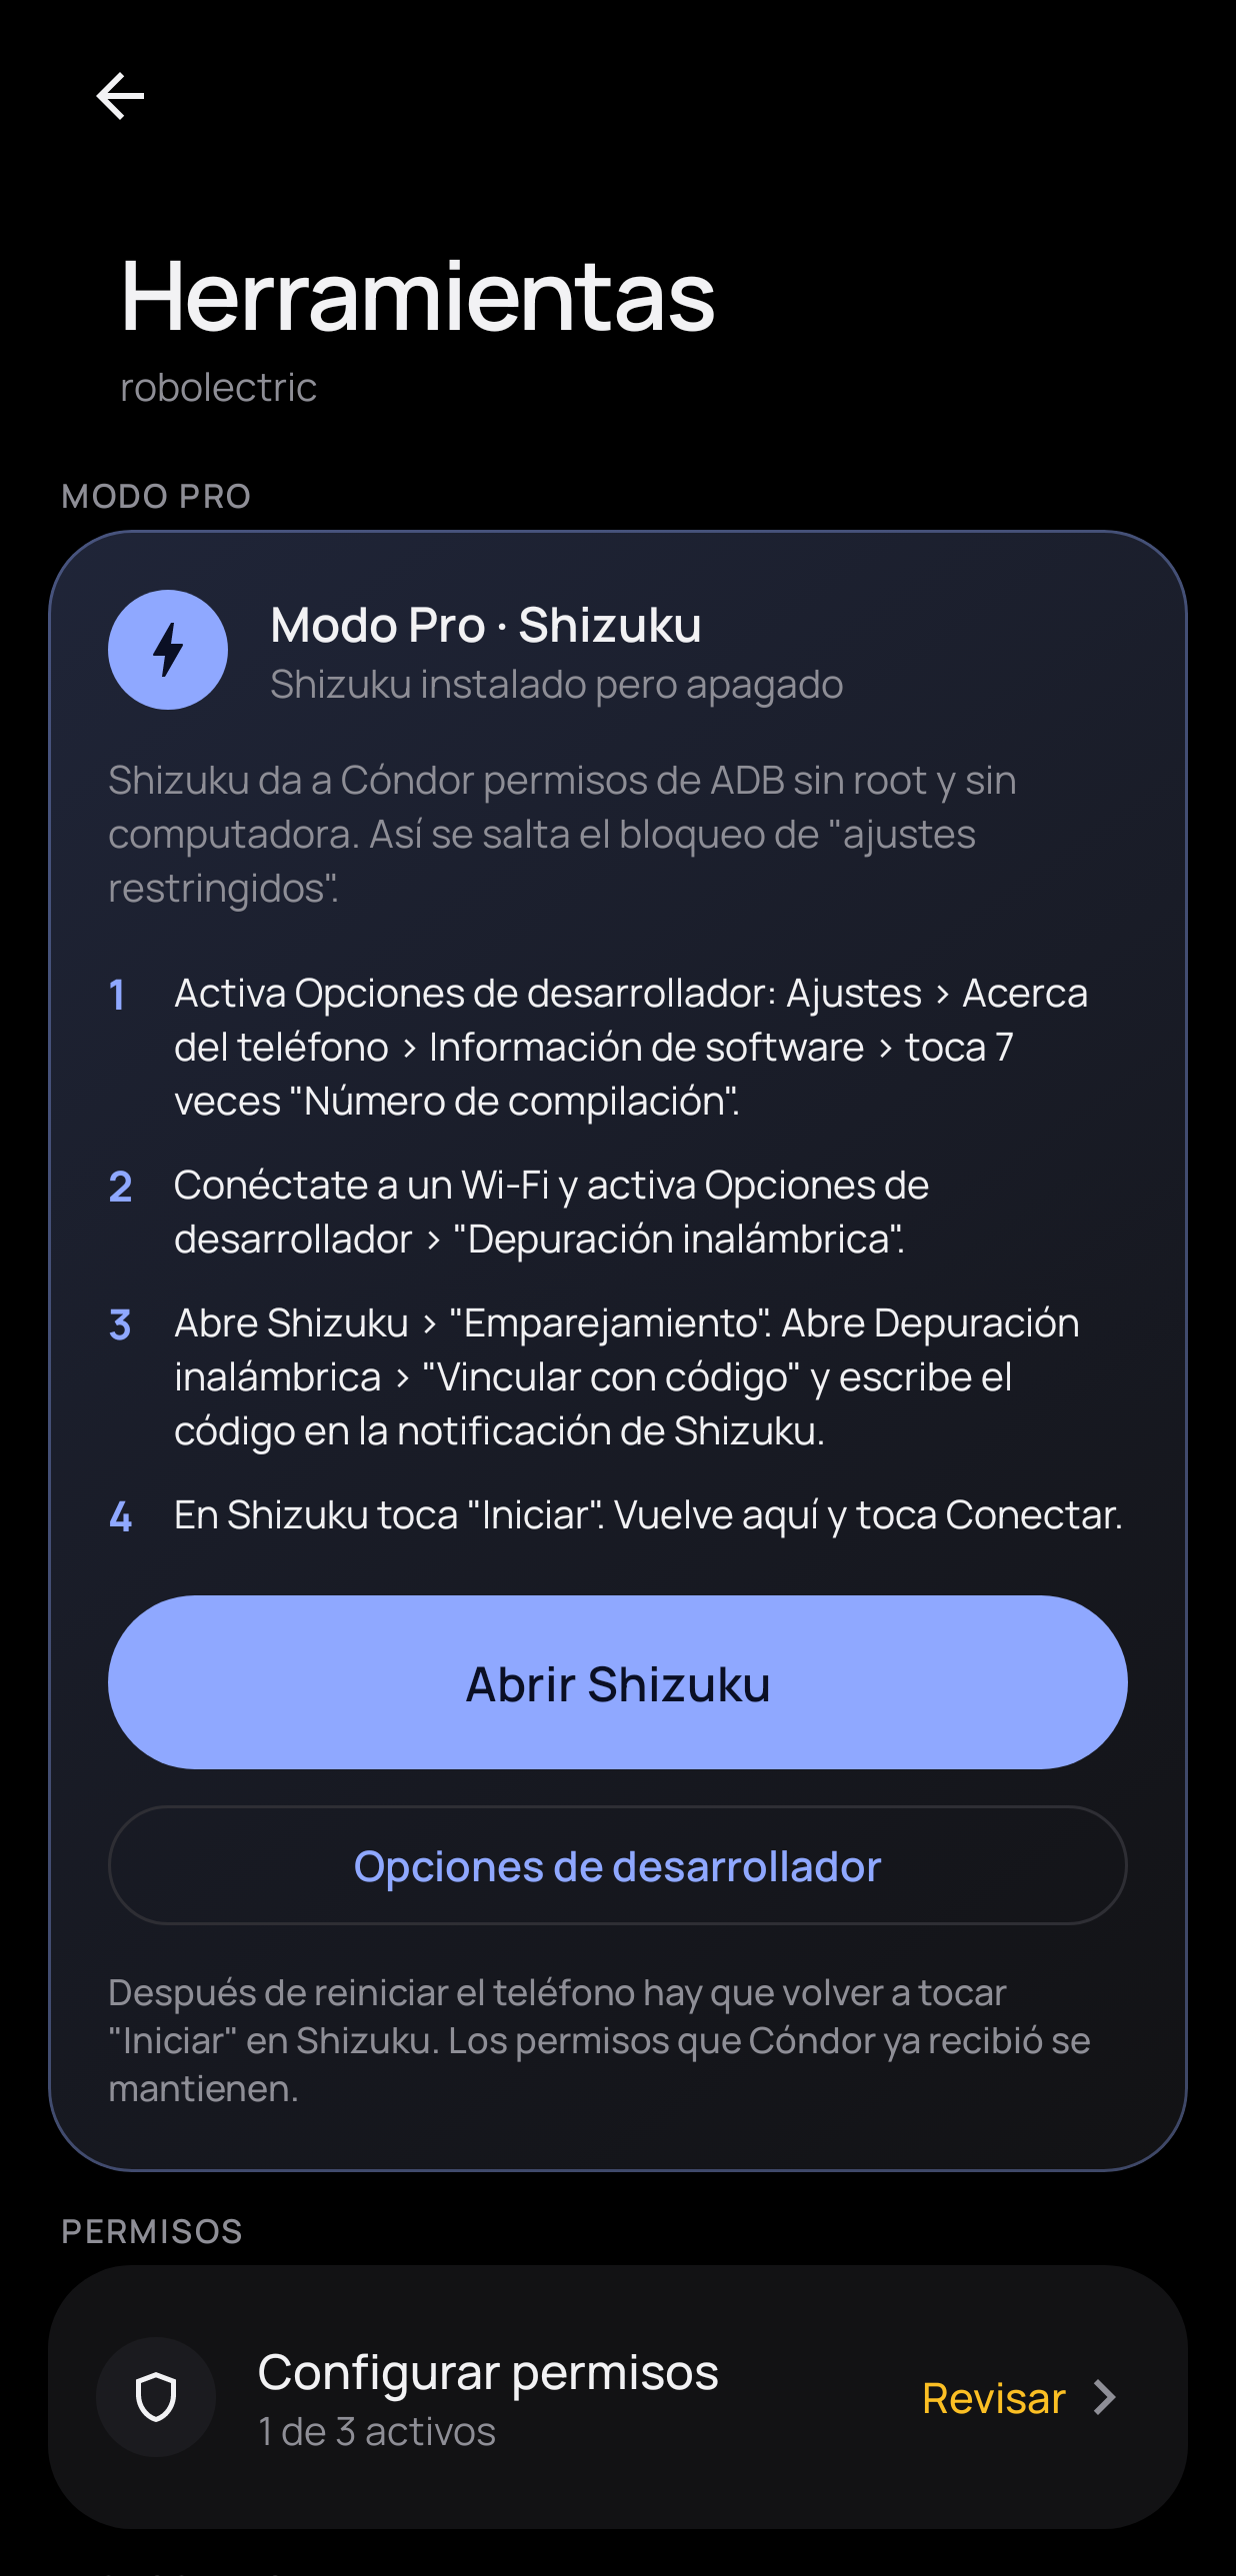 Herramientas
robolectric
MODO PRO
Modo Pro · Shizuku
Shizuku instalado pero apagado
Shizuku da a Cóndor permisos de ADB sin root y sin
computadora. Así se salta el bloqueo de "ajustes
restringidos".
1 Activa Opciones de desarrollador: Ajustes > Acerca
del teléfono > Información de software > toca 7
veces "Número de compilación".
2 Conéctate a un Wi-Fi y activa Opciones de
desarrollador > "Depuración inalámbrica".
3 Abre Shizuku > "Emparejamiento". Abre Depuración
inalámbrica > "Vincular con código" y escribe el
código en la notificación de Shizuku.
4 En Shizuku toca "Iniciar". Vuelve aquí y toca Conectar.
Abrir Shizuku
Opciones de desarrollador
Después de reiniciar el teléfono hay que volver a tocar
"Iniciar" en Shizuku. Los permisos que Cóndor ya recibió se
mantienen.
PERMISOS
Configurar permisos
1 de 3 activos
Revisar